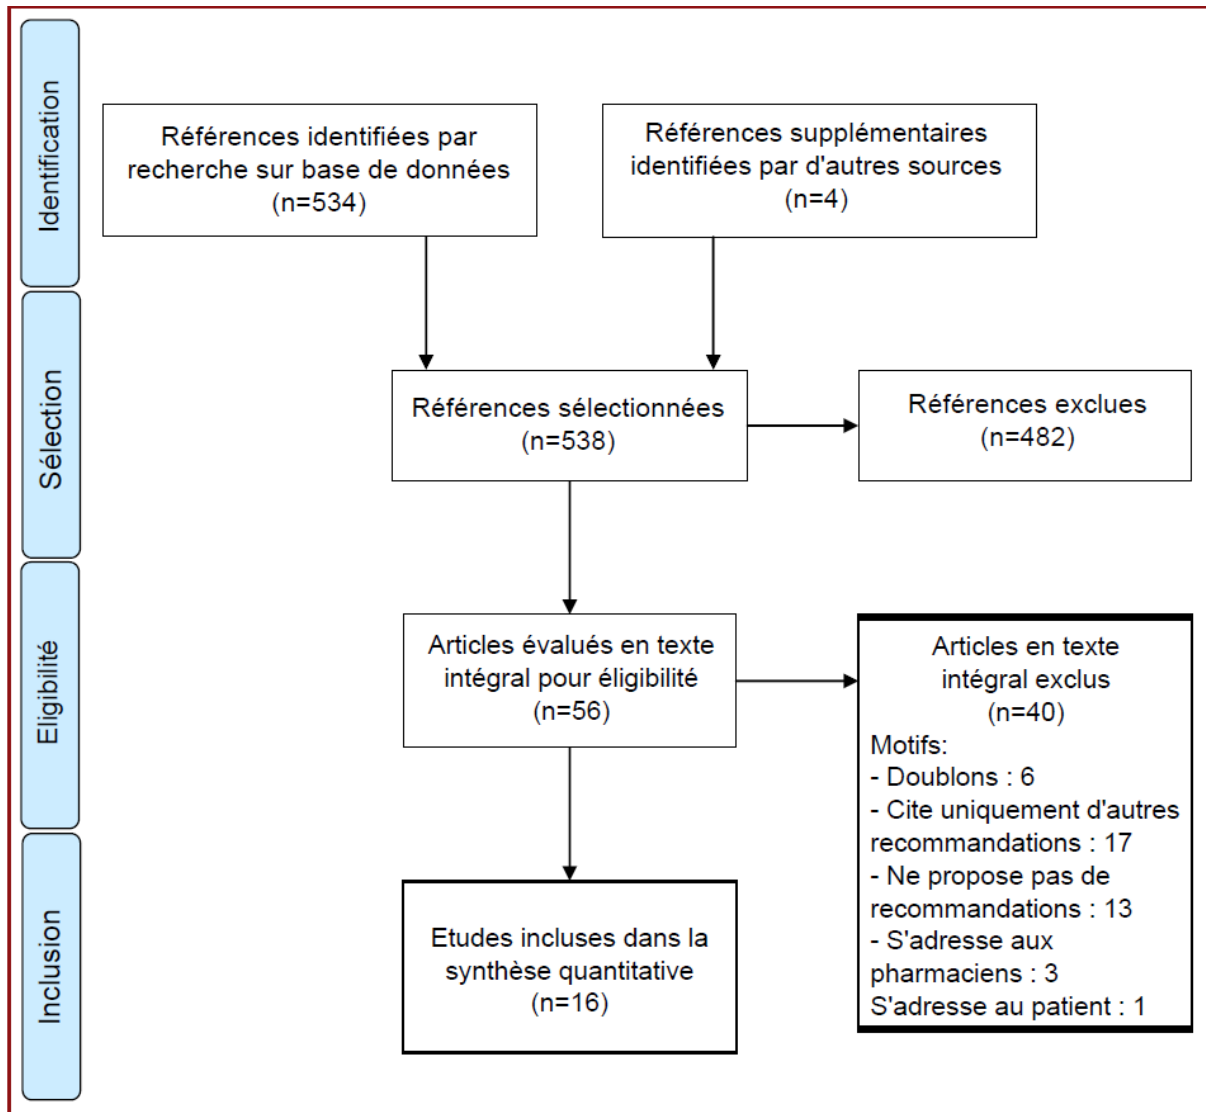 Identification
Références identifiées par
recherche sur base de données
(n=534)
Références supplémentaires
identifiées par d'autres sources
(n=4)
Sélection
Références sélectionnées
(n=538)
Références exclues
(n=482)
Eligibilité
Articles évalués en texte
intégral pour éligibilité
(n=56)
Articles en texte
intégral exclus
(n=40)
Motifs:
- Doublons : 6
- Cite uniquement d'autres
recommandations : 17
- Ne propose pas de
recommandations : 13
- S'adresse aux
pharmaciens : 3
S'adresse au patient : 1
Inclusion
Etudes incluses dans la
synthèse quantitative
(n=16)